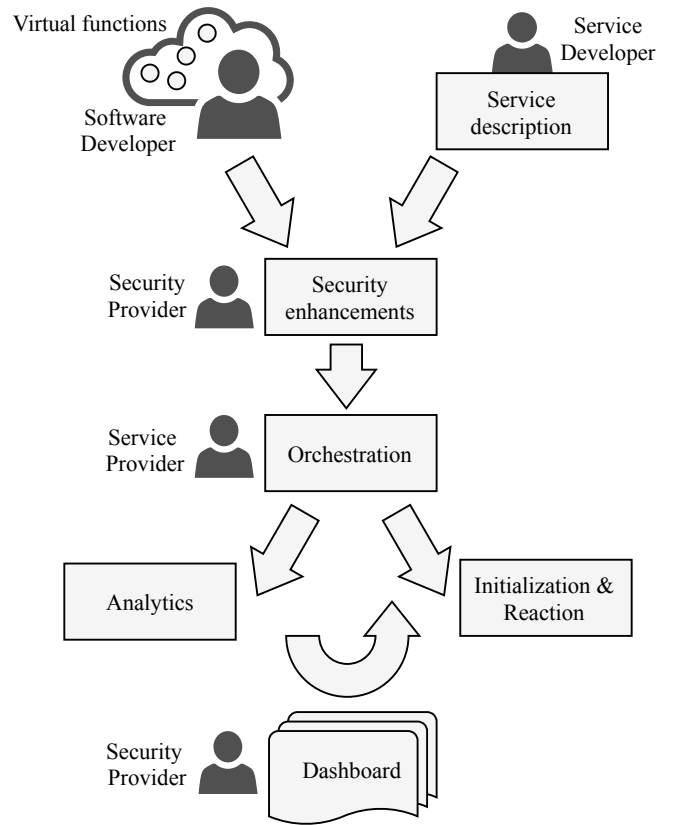 Virtual functions
Software
Developer
Service
Developer
Service
description
Security
Provider
Security
enhancements
Service
Provider
Orchestration
Analytics
Initialization &
Reaction
Security
Provider
Dashboard